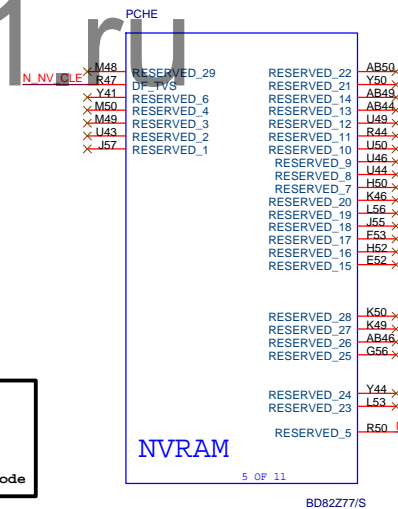 1.ru
PCHE
N_NV_CLE
M48 RESERVED_29
R47 DF_TVS
Y41 RESERVED_6
M50 RESERVED_4
M49 RESERVED_3
U43 RESERVED_2
J57 RESERVED_1
RESERVED_22 AB50
RESERVED_21 Y50
RESERVED_14 AB49
RESERVED_13 AB44
RESERVED_12 U49
RESERVED_11 R44
RESERVED_10 U50
RESERVED_9 U46
RESERVED_8 U44
RESERVED_7 H50
RESERVED_20 K46
RESERVED_19 L56
RESERVED_18 J55
RESERVED_17 F53
RESERVED_16 H52
RESERVED_15 E52
RESERVED_28 K50
RESERVED_27 K49
RESERVED_26 AB46
RESERVED_25 G56
RESERVED_24 Y44
RESERVED_23 L53
RESERVED_5 R50
NVRAM
5 OF 11
ode
BD82Z77/S